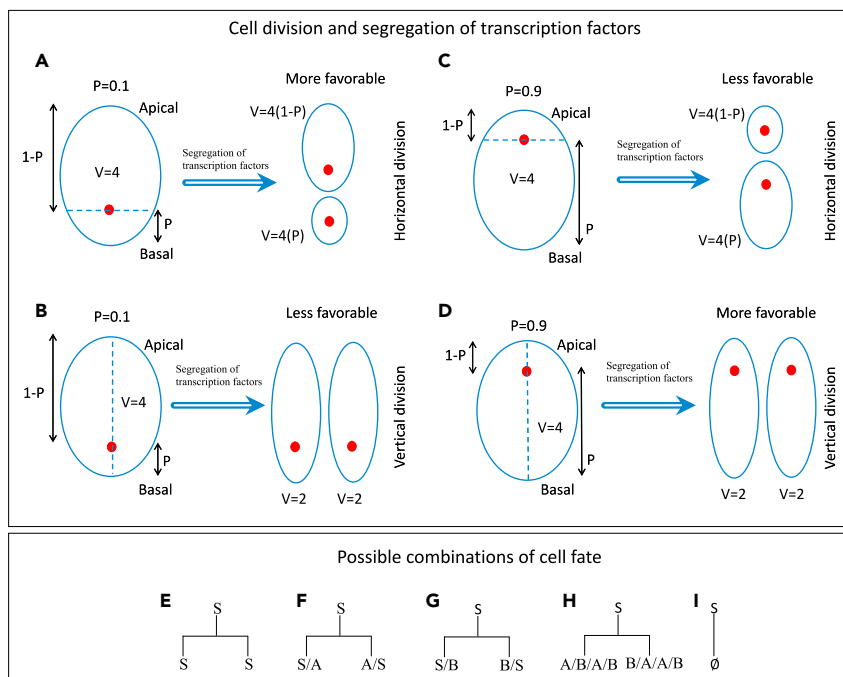 Cell division and segregation of transcription factors
A
P=0.1
Apical
1-P
V=4
P
Basal
Segregation of
transcription factors
More favorable
V=4(1-P)
V=4(P)
Horizontal division
C
P=0.9
Apical
1-P
V=4
P
Basal
Segregation of
transcription factors
Less favorable
V=4(1-P)
V=4(P)
Horizontal division
B
P=0.1
Apical
1-P
V=4
P
Basal
Segregation of
transcription factors
Less favorable
V=2 V=2
Vertical division
D
P=0.9
Apical
1-P
V=4
P
Basal
Segregation of
transcription factors
More favorable
V=2 V=2
Vertical division
Possible combinations of cell fate
E
S
S S
F
S
S/A A/S
G
S
S/B B/S
H
S
A/B/A/B B/A/A/B
I
S
Ø